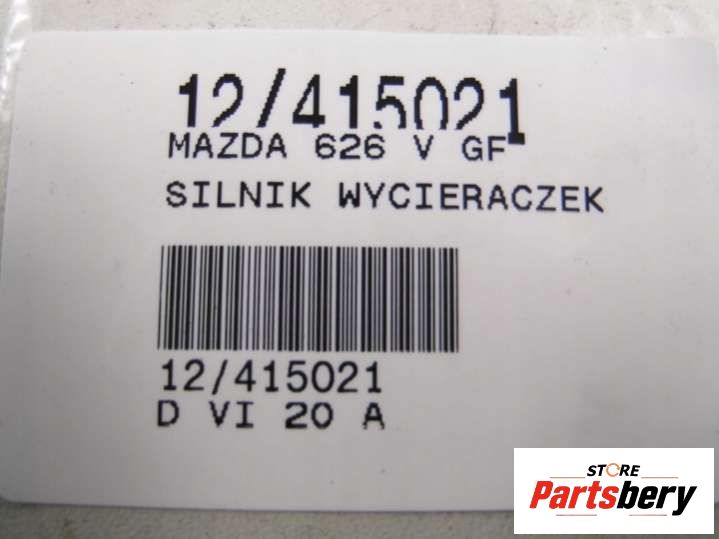 12/415021
MAZDA 626 V GF
SILNIK WYCIERACZEK
12/415021
D VI 20 A
STORE
Partsbery